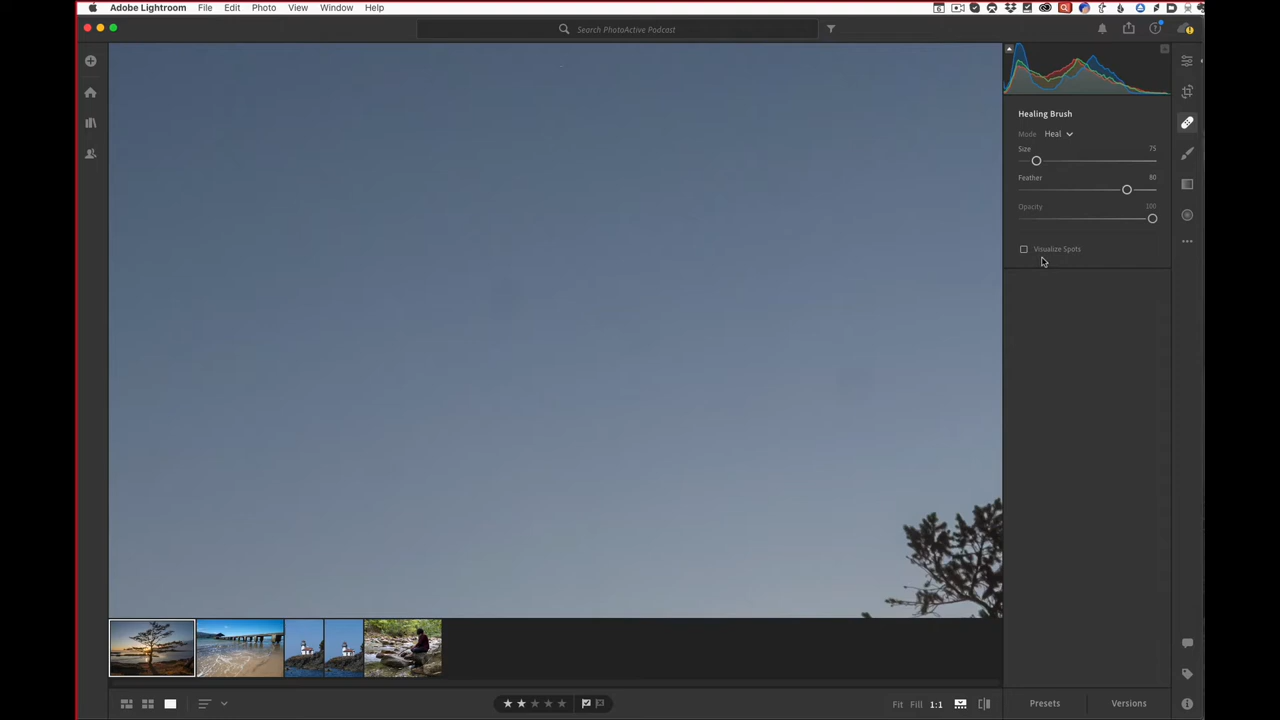 Adobe Lightroom File Edit Photo View Window Help
Search PhotoActive Podcast
Healing Brush
Mode Heal
Size 75
Feather 80
Opacity 100
Visualize Spots
Fit Fill 1:1
Presets Versions